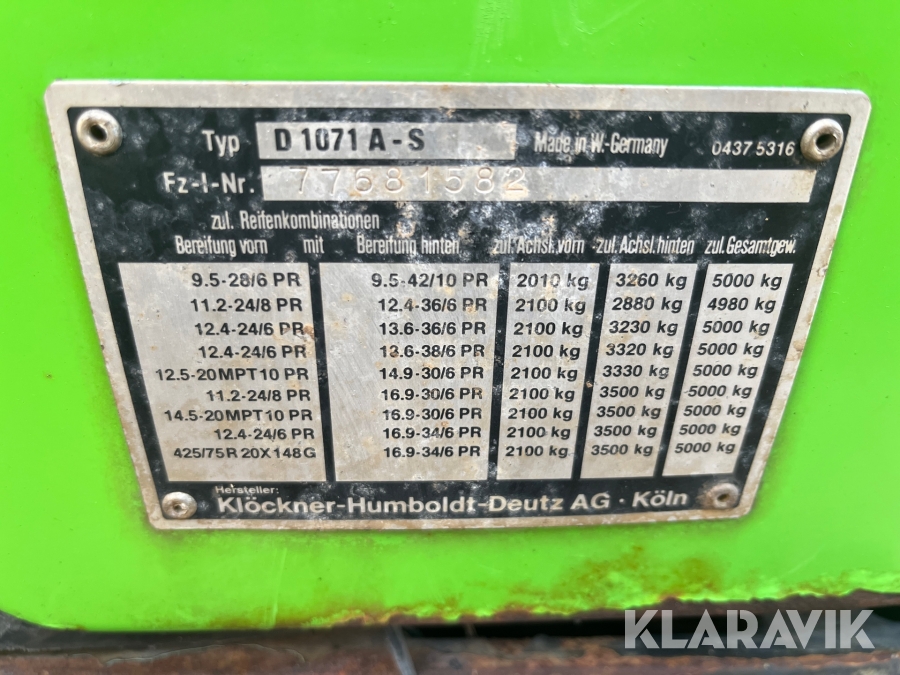 Typ D 1071 A-S Made in W.-Germany 0437 5316
Fz-I-Nr. 77681582
zul. Reifenkombinationen
Bereifung vorn mit Bereifung hinten zul. Achsl. vorn zul. Achsl. hinten zul. Gesamtgew.
9.5-28/6 PR 9.5-42/10 PR 2010 kg 3260 kg 5000 kg
11.2-24/8 PR 12.4-36/6 PR 2100 kg 2880 kg 4980 kg
12.4-24/6 PR 13.6-36/6 PR 2100 kg 3230 kg 5000 kg
12.4-24/6 PR 13.6-38/6 PR 2100 kg 3320 kg 5000 kg
12.5-20 MPT 10 PR 14.9-30/6 PR 2100 kg 3330 kg 5000 kg
11.2-24/8 PR 16.9-30/6 PR 2100 kg 3500 kg 5000 kg
14.5-20 MPT 10 PR 16.9-30/6 PR 2100 kg 3500 kg 5000 kg
12.4-24/6 PR 16.9-34/6 PR 2100 kg 3500 kg 5000 kg
425/75 R 20 X 148 G 16.9-34/6 PR 2100 kg 3500 kg 5000 kg
Hersteller:
Klöckner-Humboldt-Deutz AG · Köln
KLARAVIK